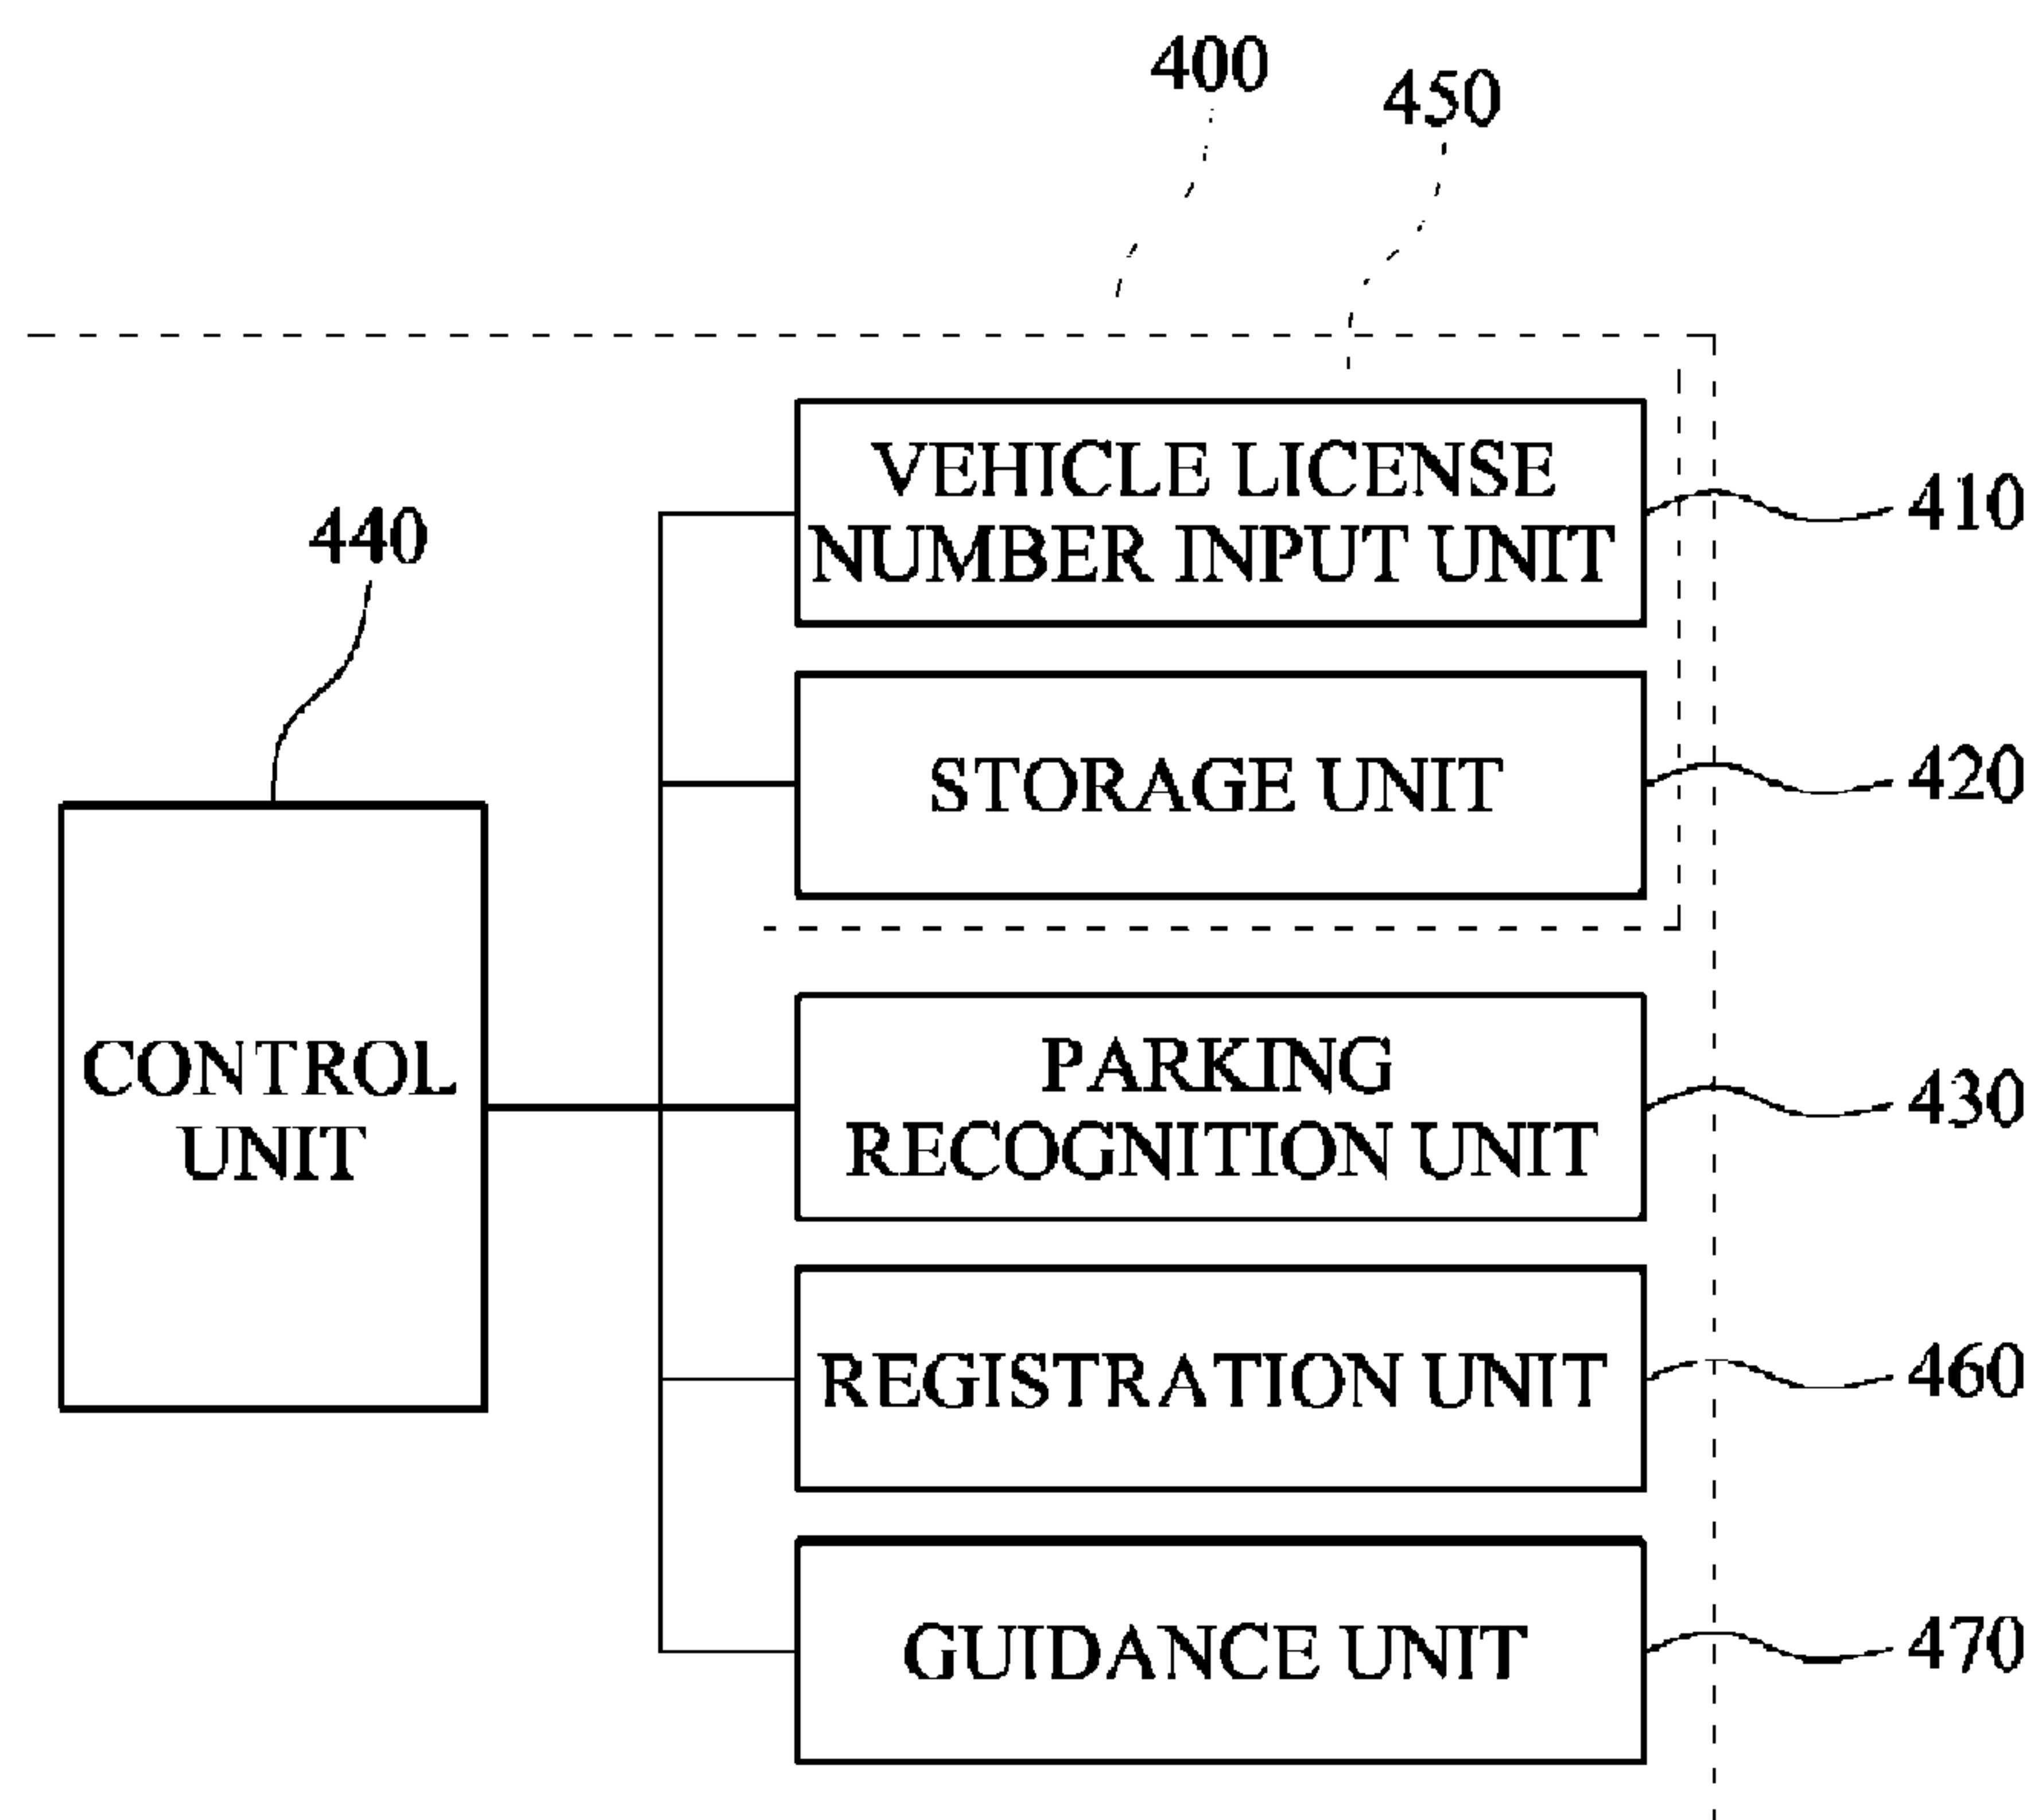 400
450
VEHICLE LICENSE
NUMBER INPUT UNIT
410
440
STORAGE UNIT
420
CONTROL
UNIT
PARKING
RECOGNITION UNIT
430
REGISTRATION UNIT
460
GUIDANCE UNIT
470